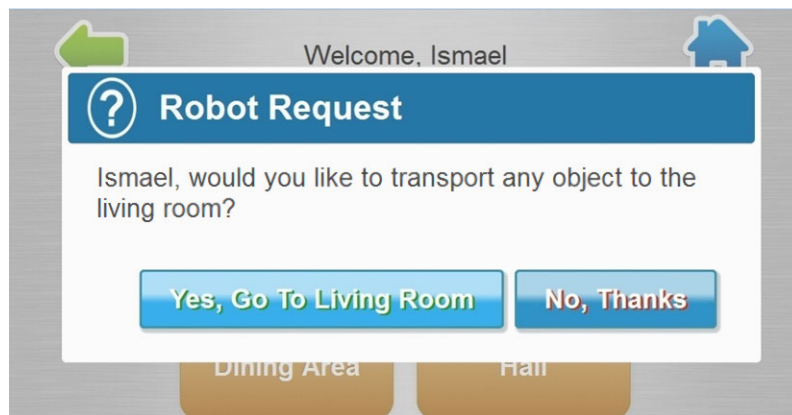 Welcome, Ismael
? Robot Request
Ismael, would you like to transport any object to the
living room?
Yes, Go To Living Room No, Thanks
Dining Area Hall